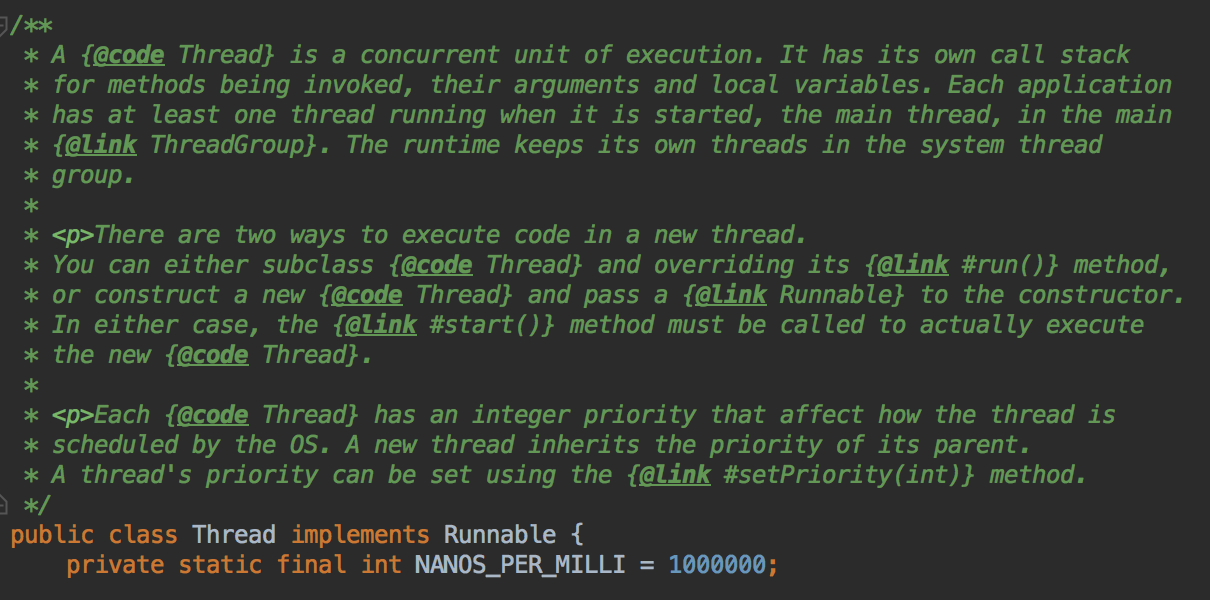 /**
 * A {@code Thread} is a concurrent unit of execution. It has its own call stack
 * for methods being invoked, their arguments and local variables. Each application
 * has at least one thread running when it is started, the main thread, in the main
 * {@link ThreadGroup}. The runtime keeps its own threads in the system thread
 * group.
 *
 * <p>There are two ways to execute code in a new thread.
 * You can either subclass {@code Thread} and overriding its {@link #run()} method,
 * or construct a new {@code Thread} and pass a {@link Runnable} to the constructor.
 * In either case, the {@link #start()} method must be called to actually execute
 * the new {@code Thread}.
 *
 * <p>Each {@code Thread} has an integer priority that affect how the thread is
 * scheduled by the OS. A new thread inherits the priority of its parent.
 * A thread's priority can be set using the {@link #setPriority(int)} method.
 */
public class Thread implements Runnable {
    private static final int NANOS_PER_MILLI = 1000000;